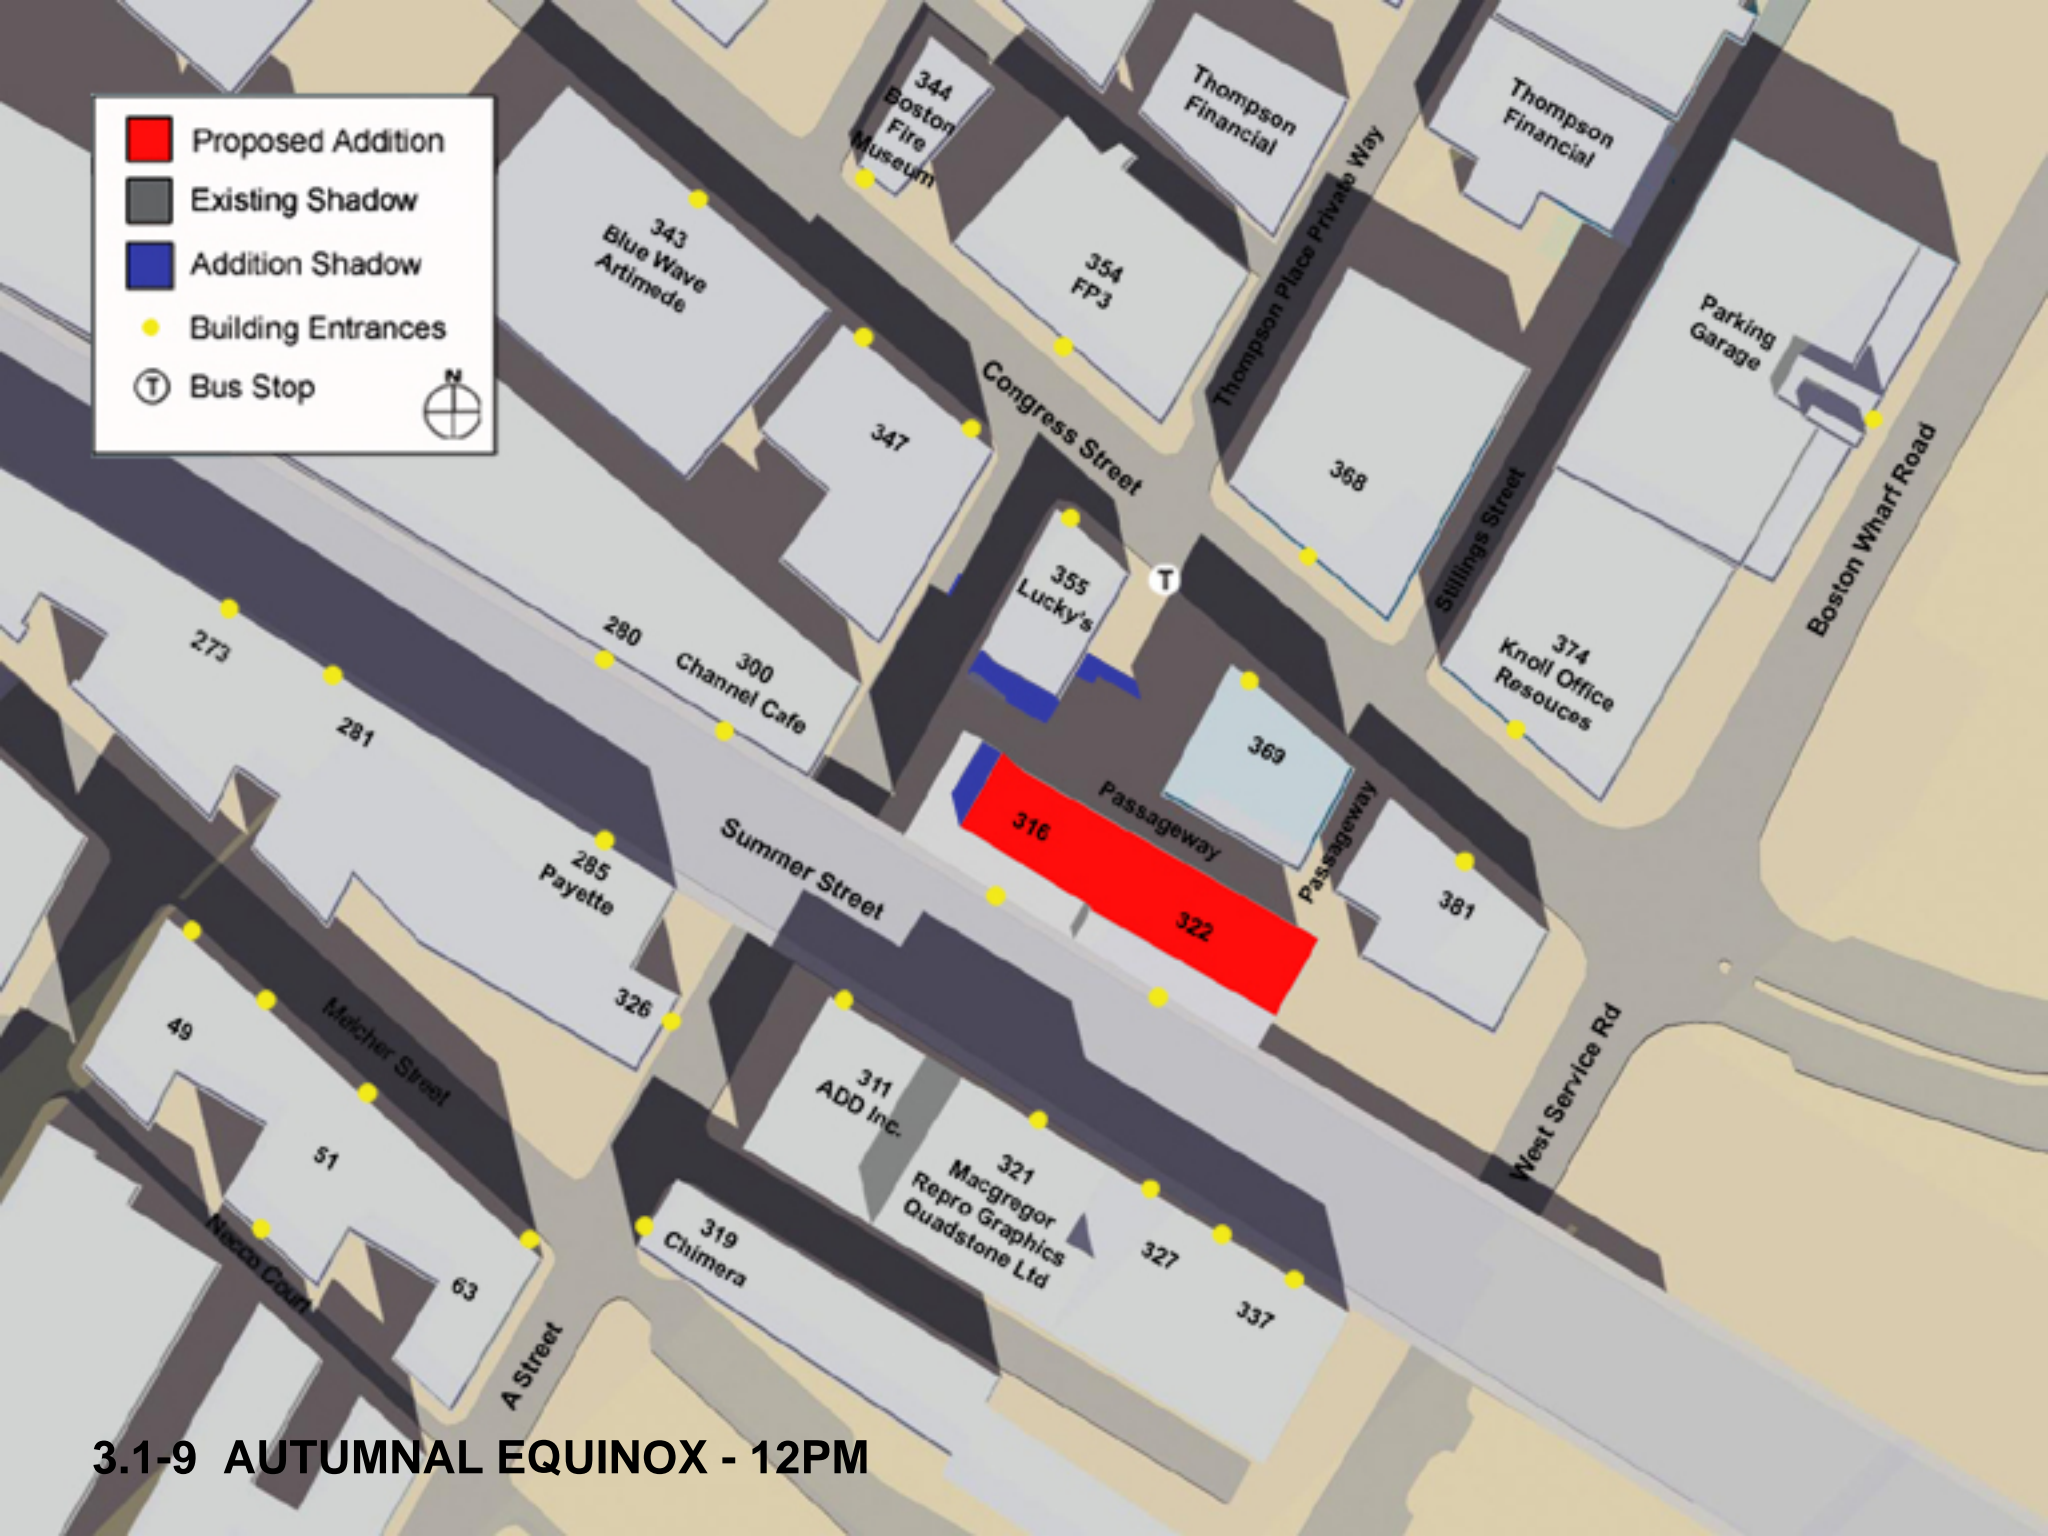 Proposed Addition
Existing Shadow
Addition Shadow
Building Entrances
T Bus Stop
N
344
Boston
Fire
Museum
Thompson
Financial
Thompson
Financial
343
Blue Wave
Artimede
354
FP3
Thompson Place Private Way
Parking
Garage
347
Congress Street
368
Stillings Street
Boston Wharf Road
355
Lucky's
T
273
280
300
Channel Cafe
281
374
Knoll Office
Resouces
369
Passageway
Passageway
316
322
381
285
Payette
Summer Street
326
49
Melcher Street
51
63
Necco Court
A Street
311
ADD Inc.
321
Macgregor
Repro Graphics
Quadstone Ltd
327
337
319
Chimera
West Service Rd
3.1-9 AUTUMNAL EQUINOX - 12PM